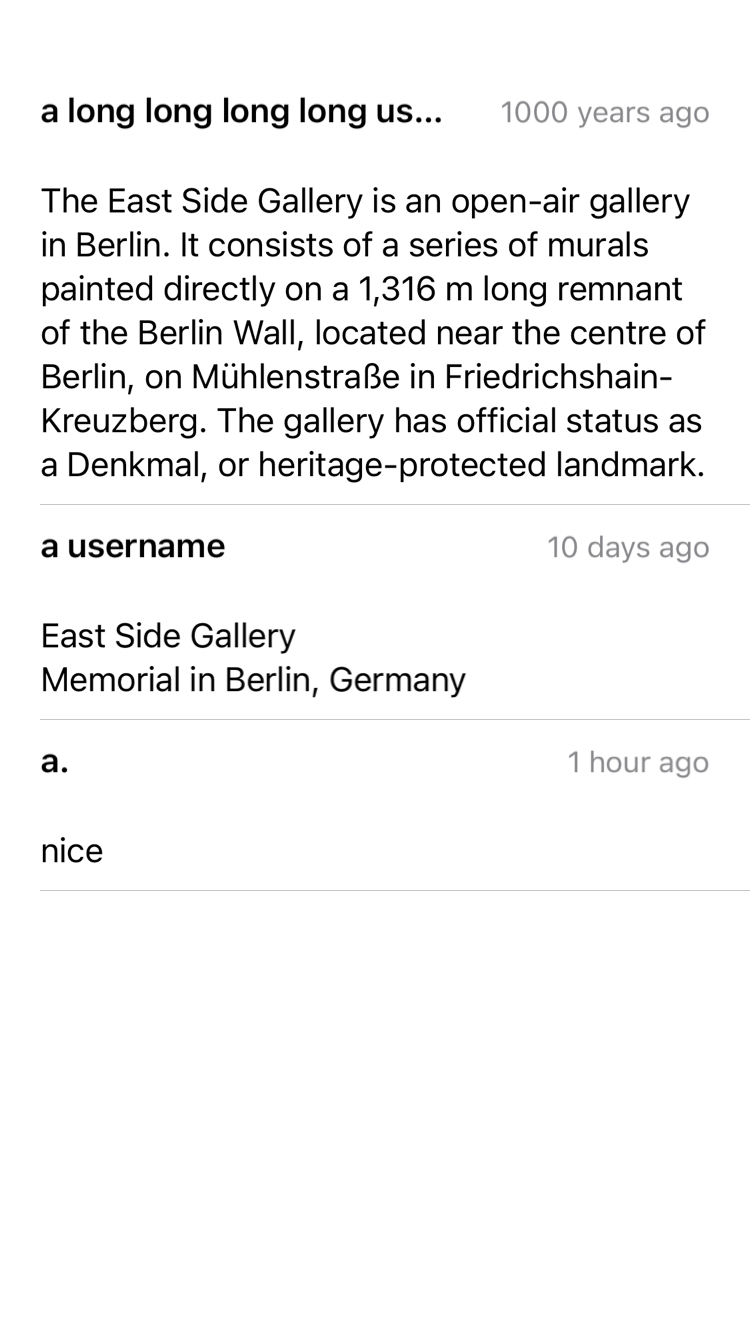 a long long long long us...
1000 years ago
The East Side Gallery is an open-air gallery
in Berlin. It consists of a series of murals
painted directly on a 1,316 m long remnant
of the Berlin Wall, located near the centre of
Berlin, on Mühlenstraße in Friedrichshain-
Kreuzberg. The gallery has official status as
a Denkmal, or heritage-protected landmark.
a username
10 days ago
East Side Gallery
Memorial in Berlin, Germany
a.
1 hour ago
nice